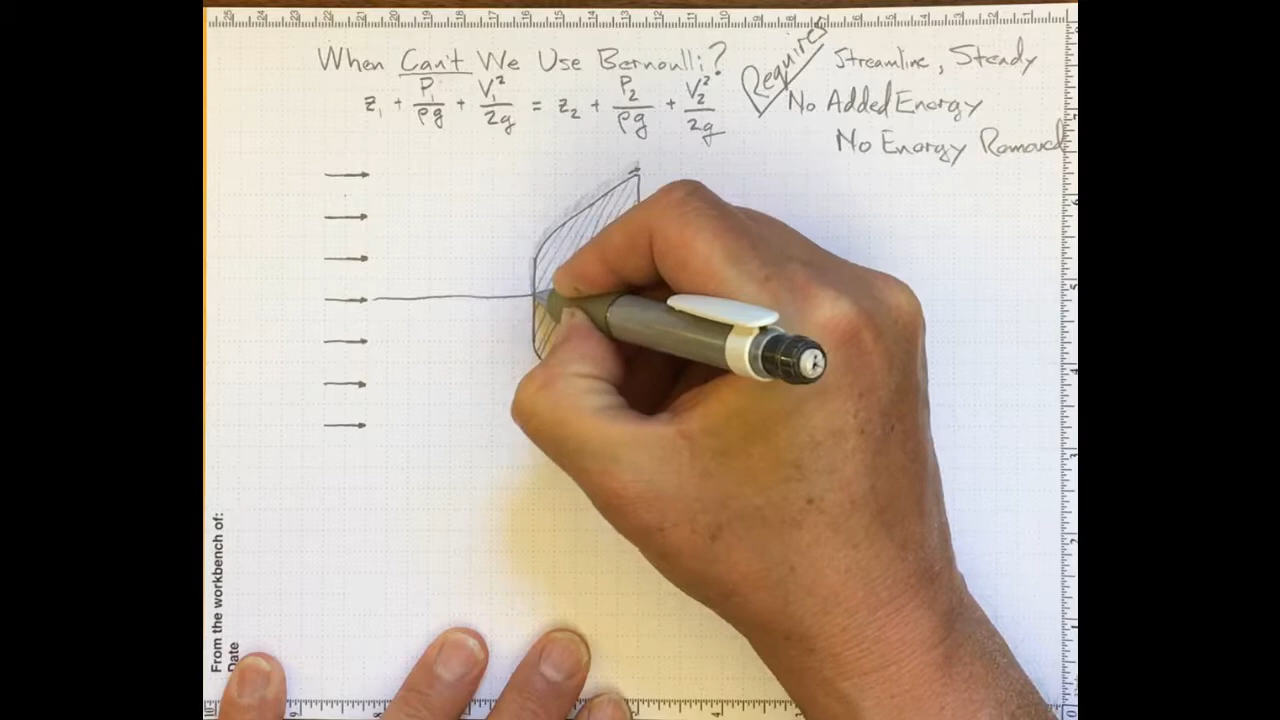 When Can't We Use Bernoulli?
z₁ + P₁/ρg + V₁²/2g = z₂ + P₂/ρg + V₂²/2g
Requires
Streamline, Steady
No Added Energy
No Energy Removed
From the workbench of:
Date